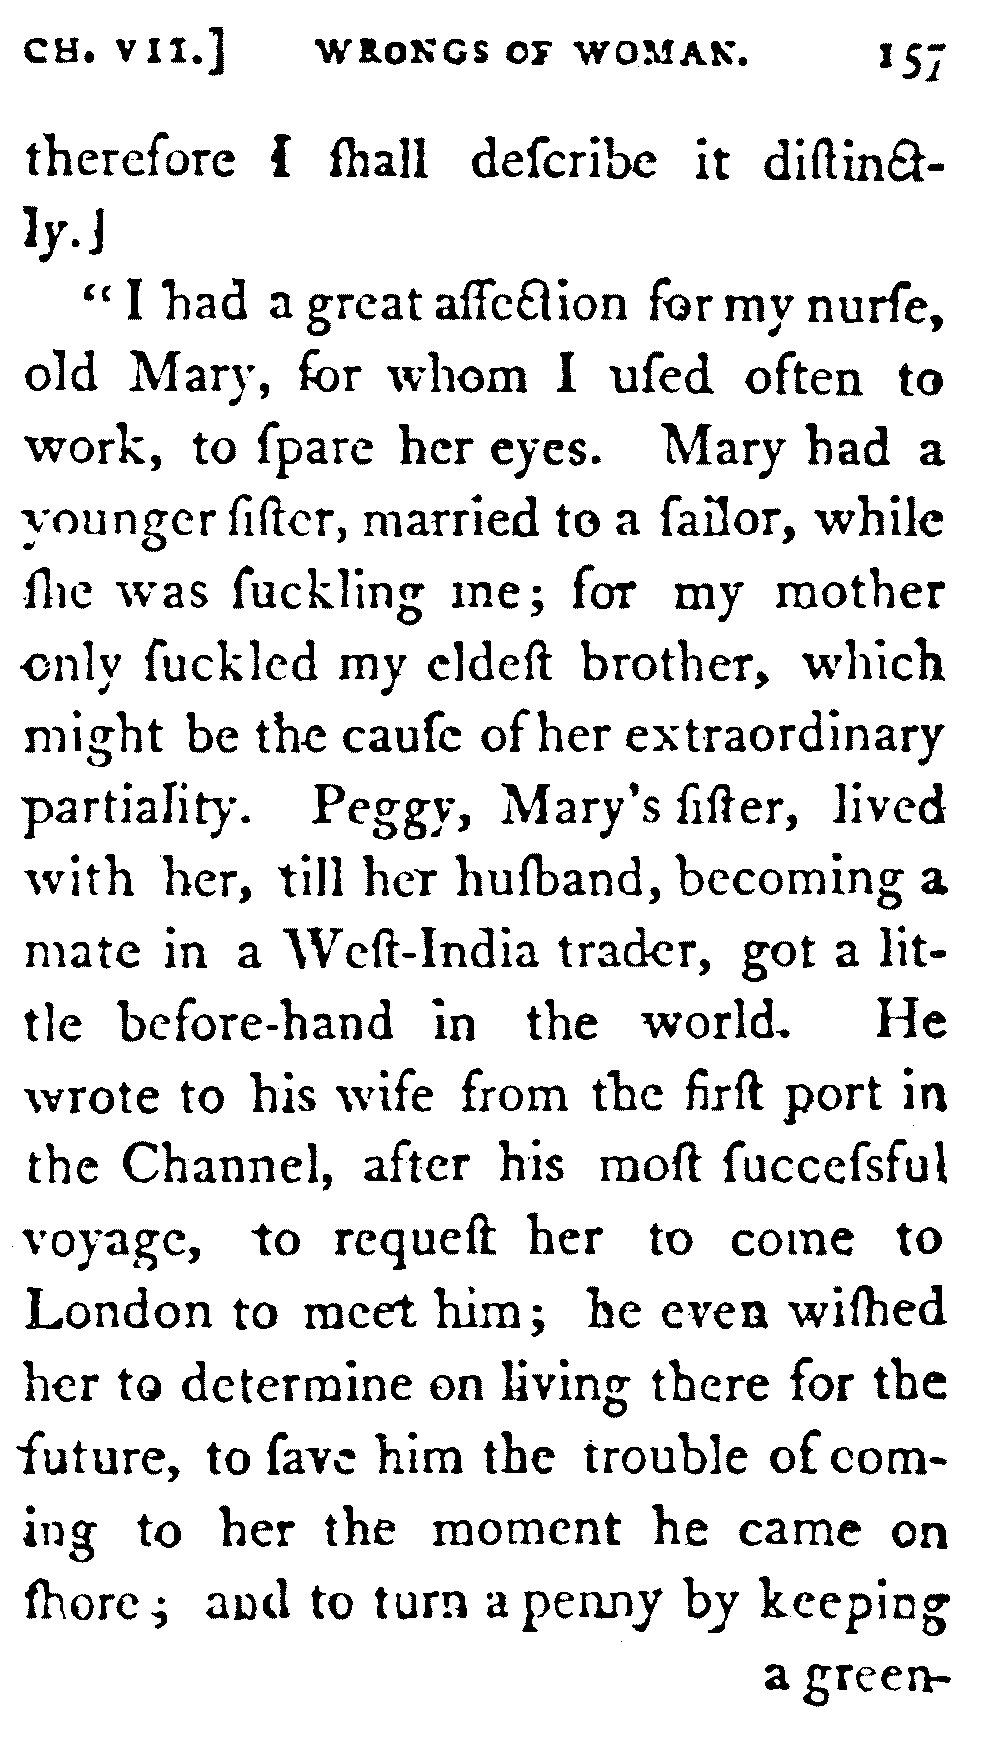 CH. VII.] WRONGS OF WOMAN. 157
therefore I ſhall deſcribe it diſtinct-
ly.]
“ I had a great affection for my nurſe,
old Mary, for whom I uſed often to
work, to ſpare her eyes. Mary had a
younger ſiſter, married to a ſailor, while
ſhe was ſuckling me; for my mother
only ſuckled my eldeſt brother, which
might be the cauſe of her extraordinary
partiality. Peggy, Mary's ſiſter, lived
with her, till her huſband, becoming a
mate in a Weſt-India trader, got a lit-
tle before-hand in the world. He
wrote to his wife from the firſt port in
the Channel, after his moſt ſucceſsful
voyage, to requeſt her to come to
London to meet him; he even wiſhed
her to determine on living there for the
future, to ſave him the trouble of com-
ing to her the moment he came on
ſhore; and to turn a penny by keeping
a green-